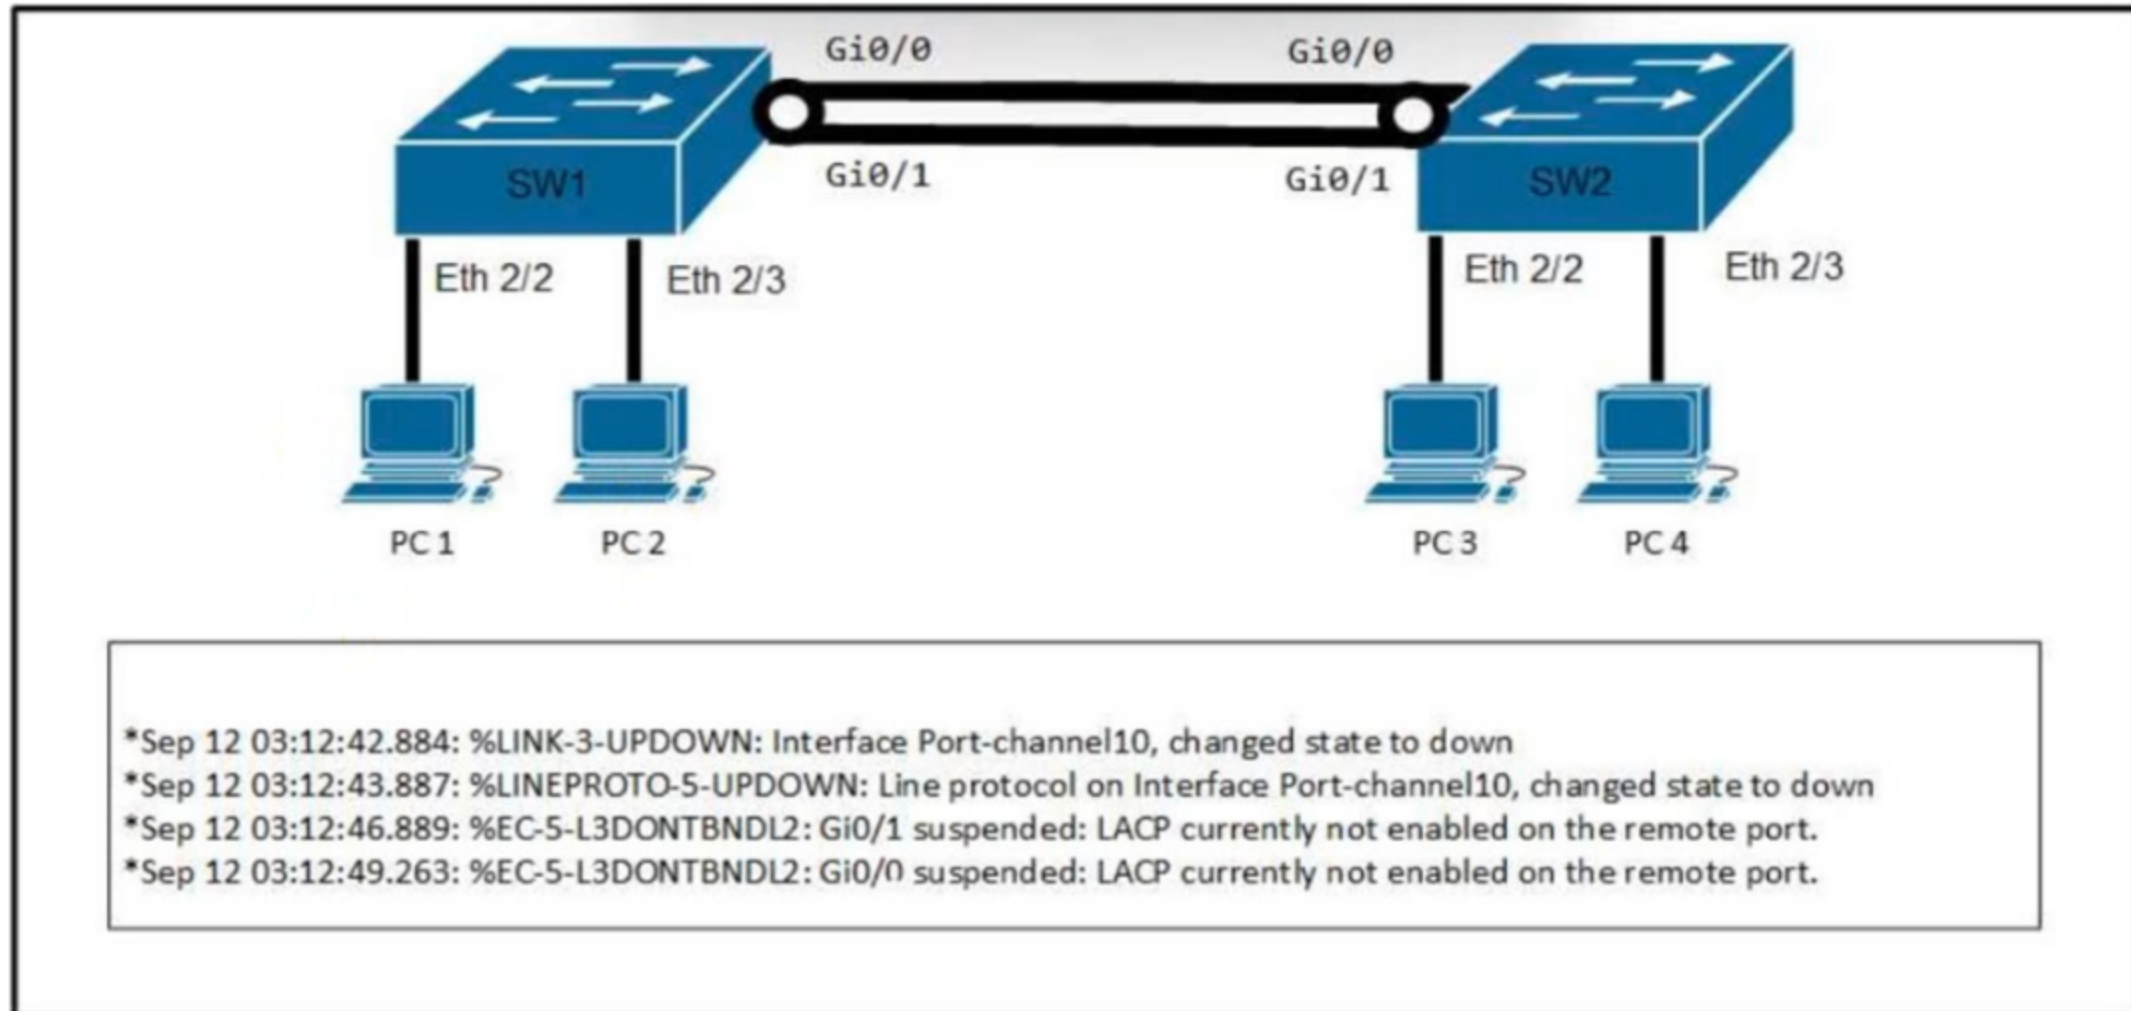 Gi0/0
Gi0/0
SW1
Gi0/1
Gi0/1
SW2
Eth 2/2
Eth 2/3
Eth 2/2
Eth 2/3
PC 1
PC 2
PC 3
PC 4
*Sep 12 03:12:42.884: %LINK-3-UPDOWN: Interface Port-channel10, changed state to down
*Sep 12 03:12:43.887: %LINEPROTO-5-UPDOWN: Line protocol on Interface Port-channel10, changed state to down
*Sep 12 03:12:46.889: %EC-5-L3DONTBNDL2: Gi0/1 suspended: LACP currently not enabled on the remote port.
*Sep 12 03:12:49.263: %EC-5-L3DONTBNDL2: Gi0/0 suspended: LACP currently not enabled on the remote port.